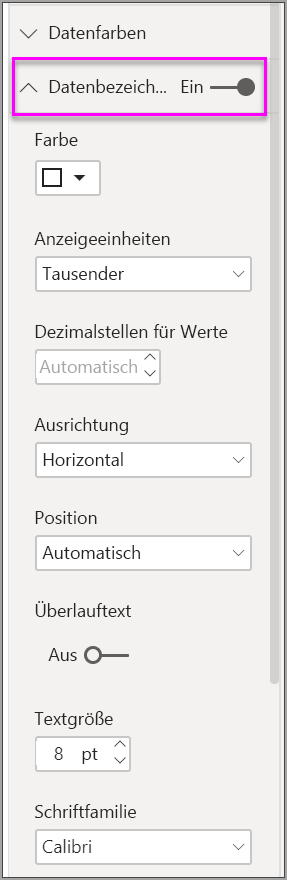 Datenfarben
Datenbezeich... Ein
Farbe
Anzeigeeinheiten
Tausender
Dezimalstellen für Werte
Automatisch
Ausrichtung
Horizontal
Position
Automatisch
Überlauftext
Aus
Textgröße
8 pt
Schriftfamilie
Calibri